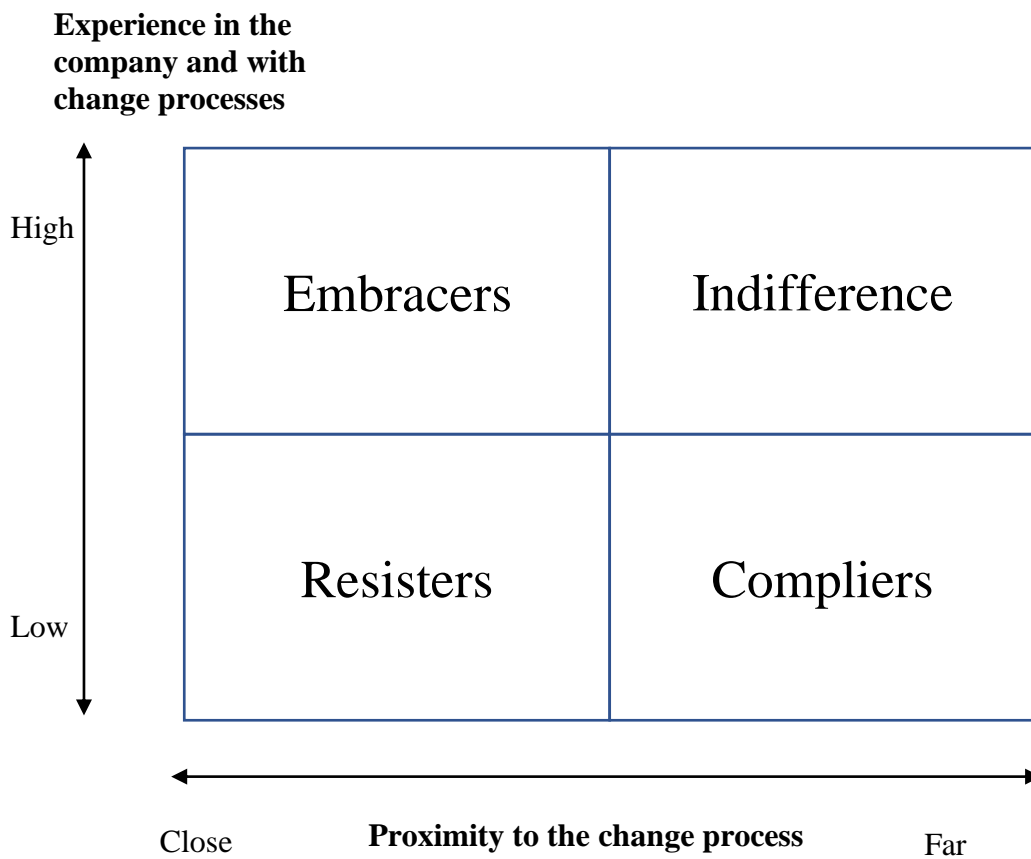 Experience in the
company and with
change processes
High
Embracers
Indifference
Resisters
Compliers
Low
Close
Proximity to the change process
Far